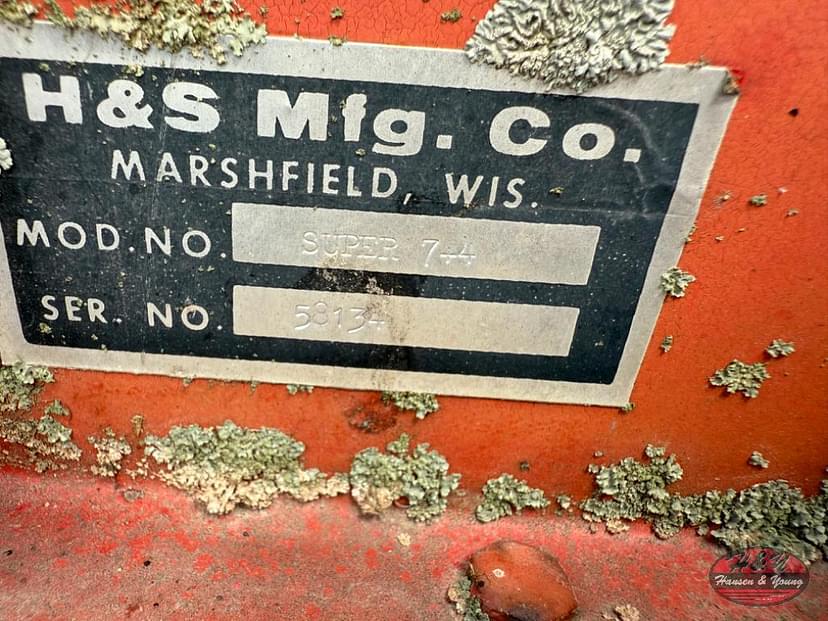 H&S Mfg. Co.
MARSHFIELD, WIS.
MOD. NO. SUPER 7+4
SER. NO. 58134
H&Y
Hansen & Young